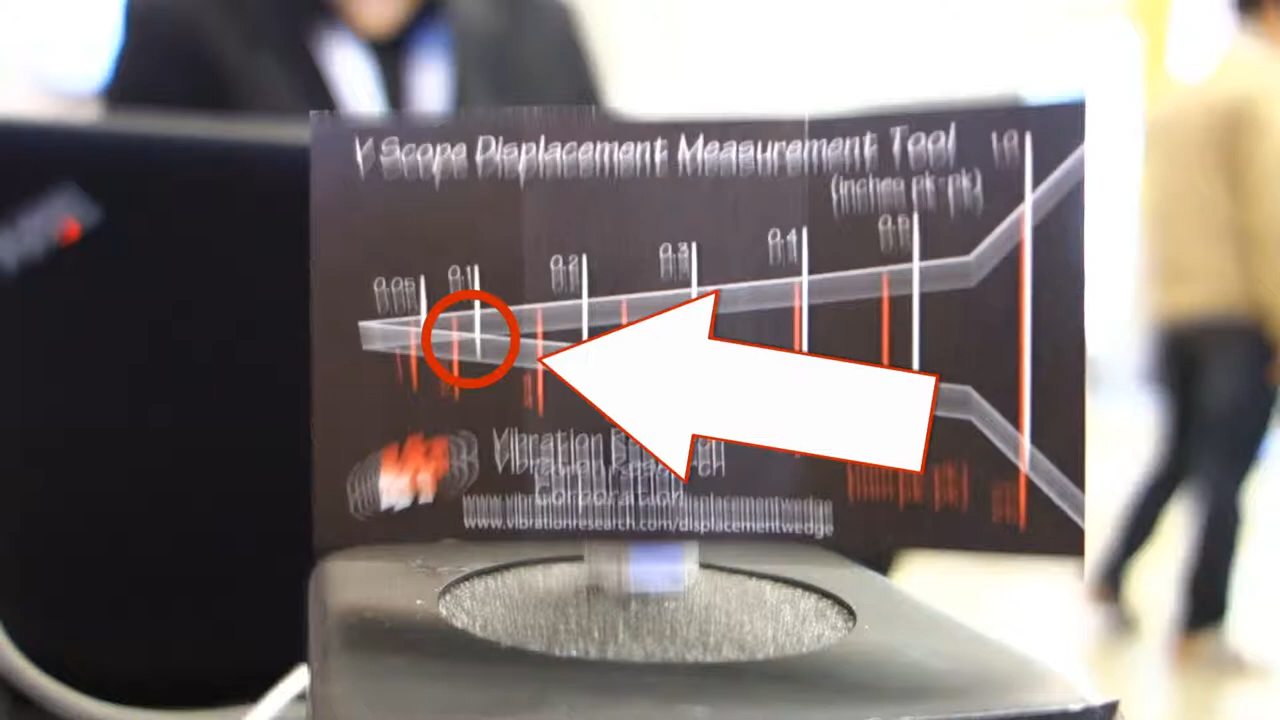 V Scope Displacement Measurement Tool
(inches pk-pk)
1.0
0.5
0.4
0.3
0.2
0.1
0.05
Vibration Research
Corporation
www.vibrationresearch.com/displacementwedge